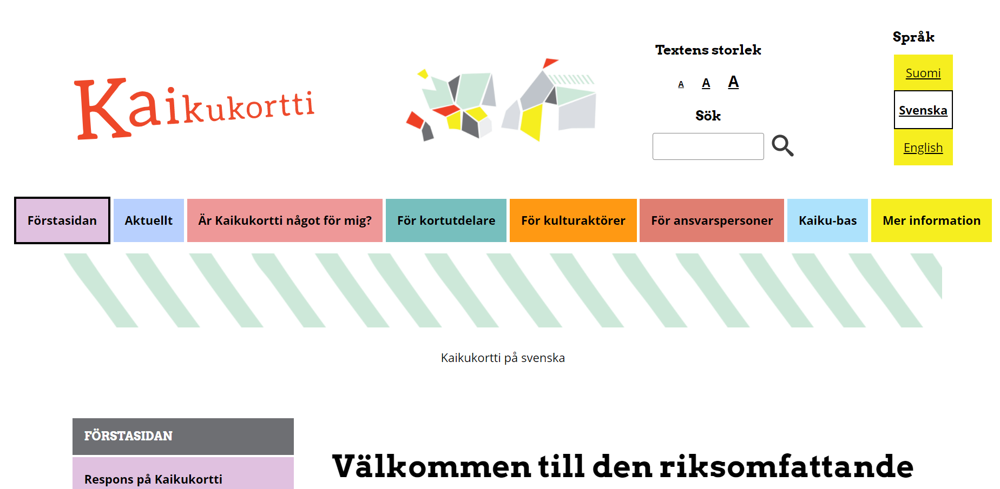 Kaikukortti
Textens storlek
A A A
Sök
Språk
Suomi
Svenska
English
Förstasidan Aktuellt Är Kaikukortti något för mig? För kortutdelare För kulturaktörer För ansvarspersoner Kaiku-bas Mer information
Kaikukortti på svenska
FÖRSTASIDAN
Respons på Kaikukortti
Välkommen till den riksomfattande